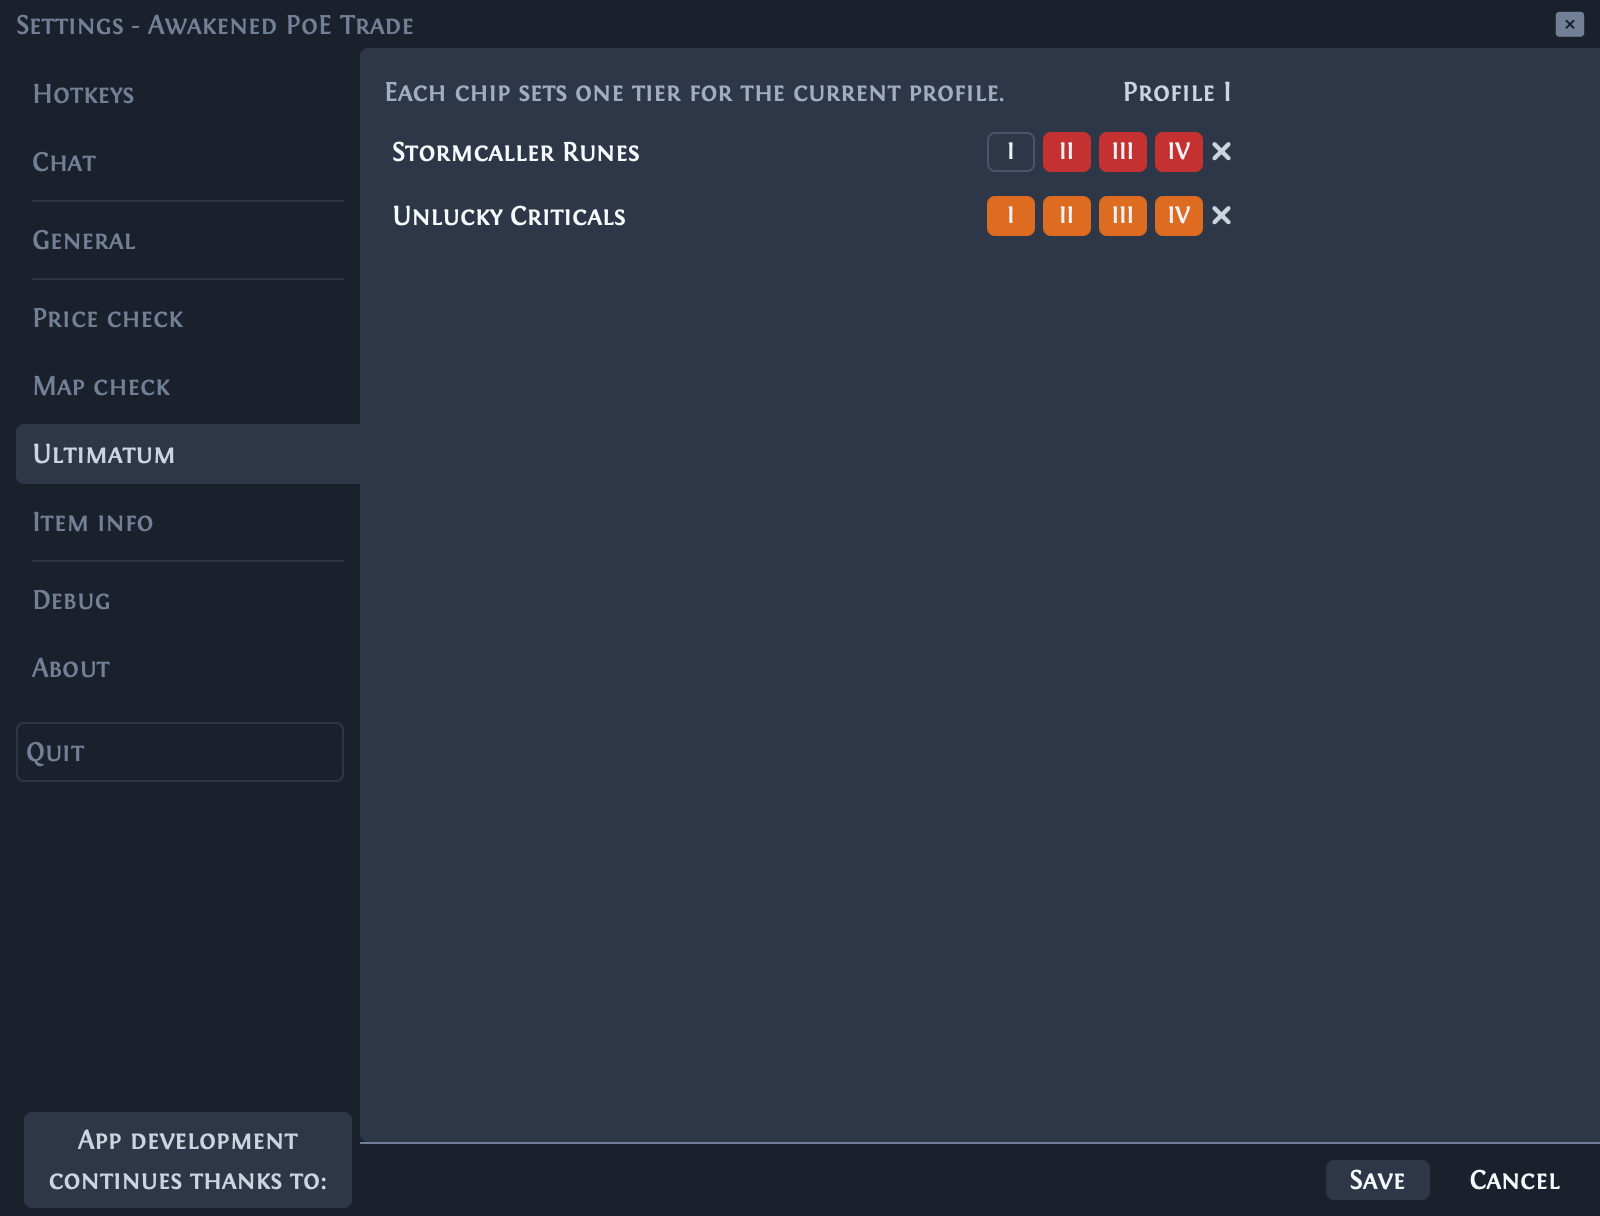 Settings - Awakened PoE Trade
Hotkeys
Chat
General
Price check
Map check
Ultimatum
Item info
Debug
About
Quit
App development
continues thanks to:
Each chip sets one tier for the current profile.
Profile I
Stormcaller Runes
I II III IV
Unlucky Criticals
I II III IV
Save
Cancel